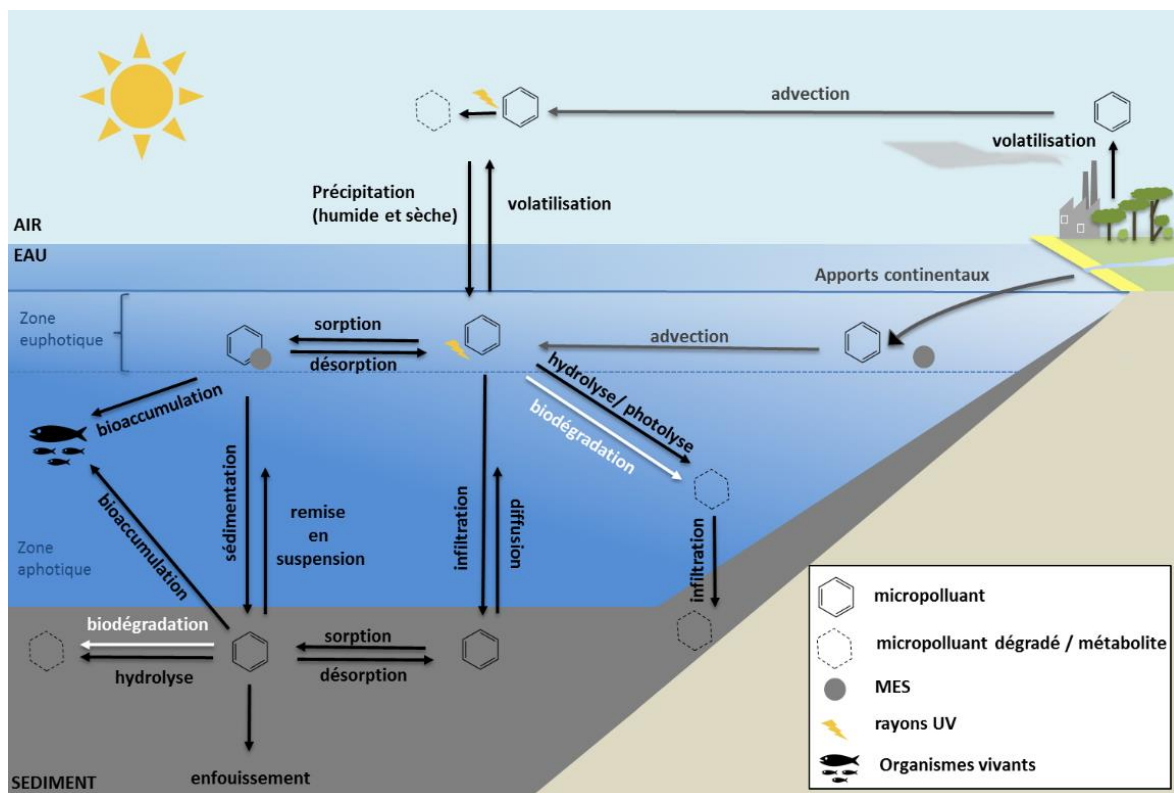 advection
volatilisation
Précipitation
(humide et sèche)
volatilisation
AIR
EAU
Apports continentaux
Zone
euphotique
sorption
désorption
advection
hydrolyse/ photolyse
biodégradation
bioaccumulation
bioaccumulation
sédimentation
remise
en
suspension
infiltration
diffusion
infiltration
Zone
aphotique
biodégradation
hydrolyse
sorption
désorption
enfouissement
SEDIMENT
micropolluant
micropolluant dégradé / métabolite
MES
rayons UV
Organismes vivants